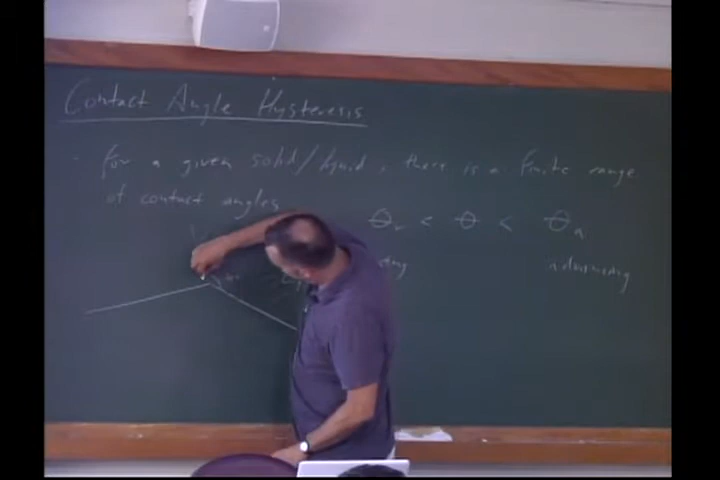 Contact Angle Hysteresis
· for a given solid/liquid, there is a finite range
of contact angles
θr < θ < θa
advancing